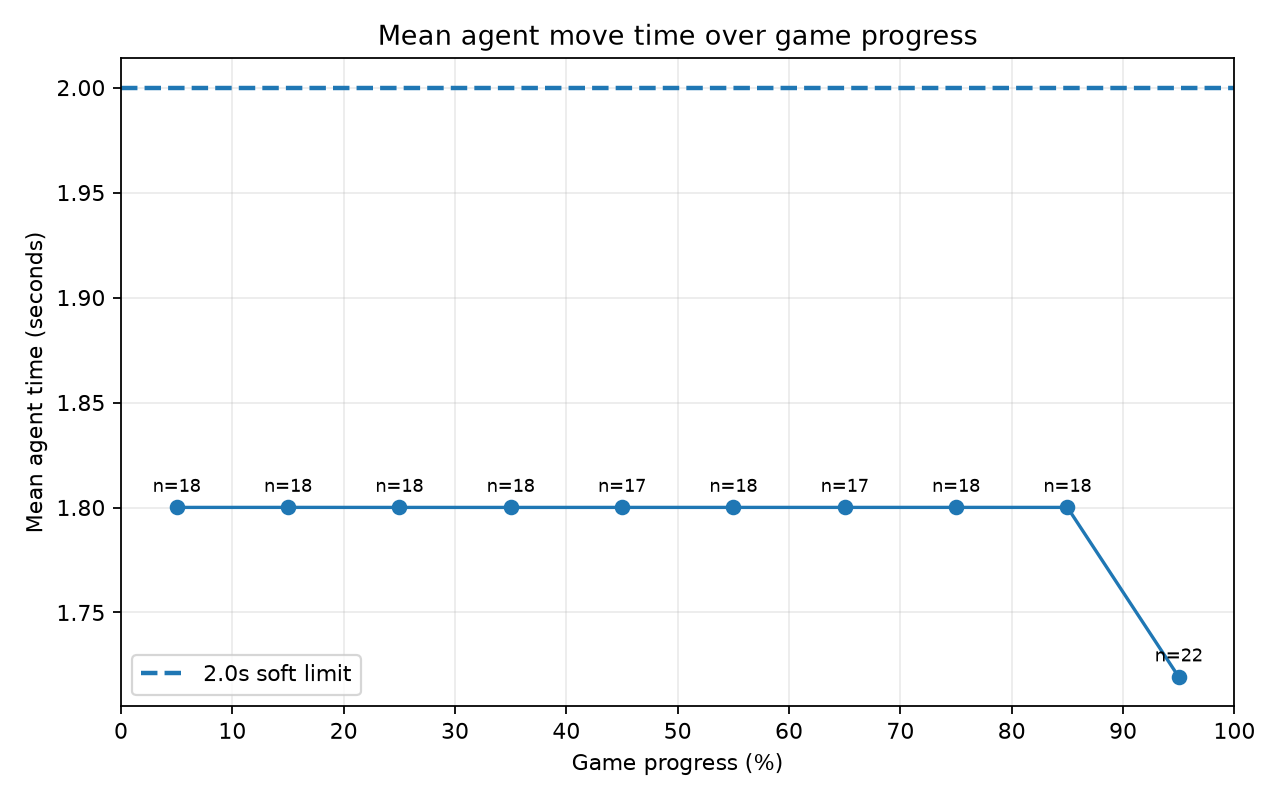 Mean agent move time over game progress
Mean agent time (seconds)
2.00
1.95
1.90
1.85
1.80
1.75
n=18
n=18
n=18
n=18
n=17
n=18
n=17
n=18
n=18
n=22
2.0s soft limit
0
10
20
30
40
50
60
70
80
90
100
Game progress (%)